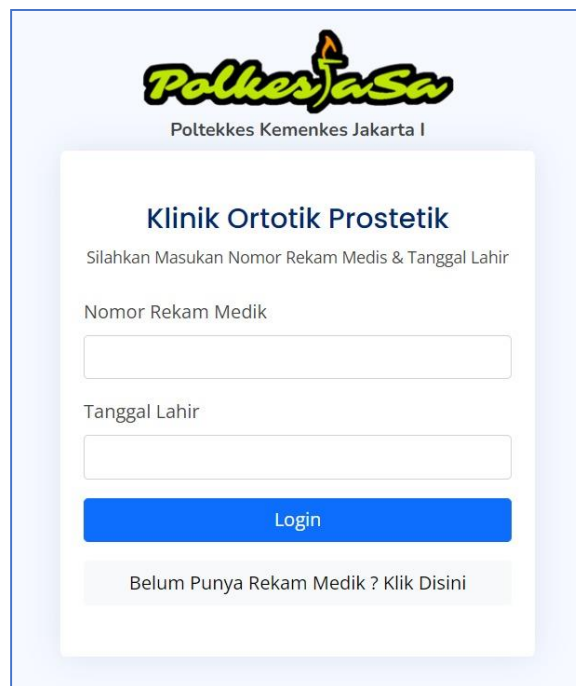 PolkesJaSa
Poltekkes Kemenkes Jakarta I
Klinik Ortotik Prostetik
Silahkan Masukan Nomor Rekam Medis & Tanggal Lahir
Nomor Rekam Medik
Tanggal Lahir
Login
Belum Punya Rekam Medik ? Klik Disini